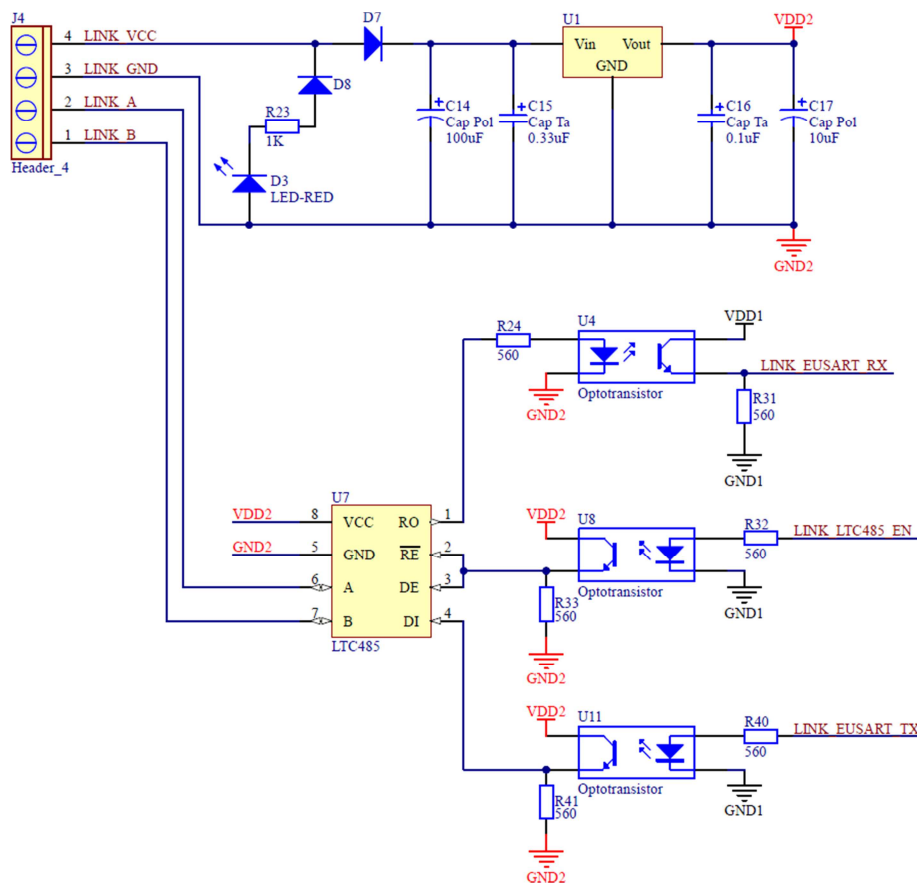 J4
4 LINK_VCC
3 LINK_GND
2 LINK_A
1 LINK_B
Header_4
D7
D8
R23
1K
D3
LED-RED
C14
Cap Pol
100uF
C15
Cap Ta
0.33uF
U1
Vin Vout
GND
C16
Cap Ta
0.1uF
C17
Cap Pol
10uF
VDD2
GND2
R24
560
GND2
U4
Optotransistor
VDD1
LINK_EUSART_RX
R31
560
GND1
U7
VDD2 8 VCC RO 1
GND2 5 GND RE 2
6 A DE 3
7 B DI 4
LTC485
VDD2
U8
Optotransistor
R32
560
LINK_LTC485_EN
GND1
R33
560
GND2
VDD2
U11
Optotransistor
R40
560
LINK_EUSART_TX
GND1
R41
560
GND2